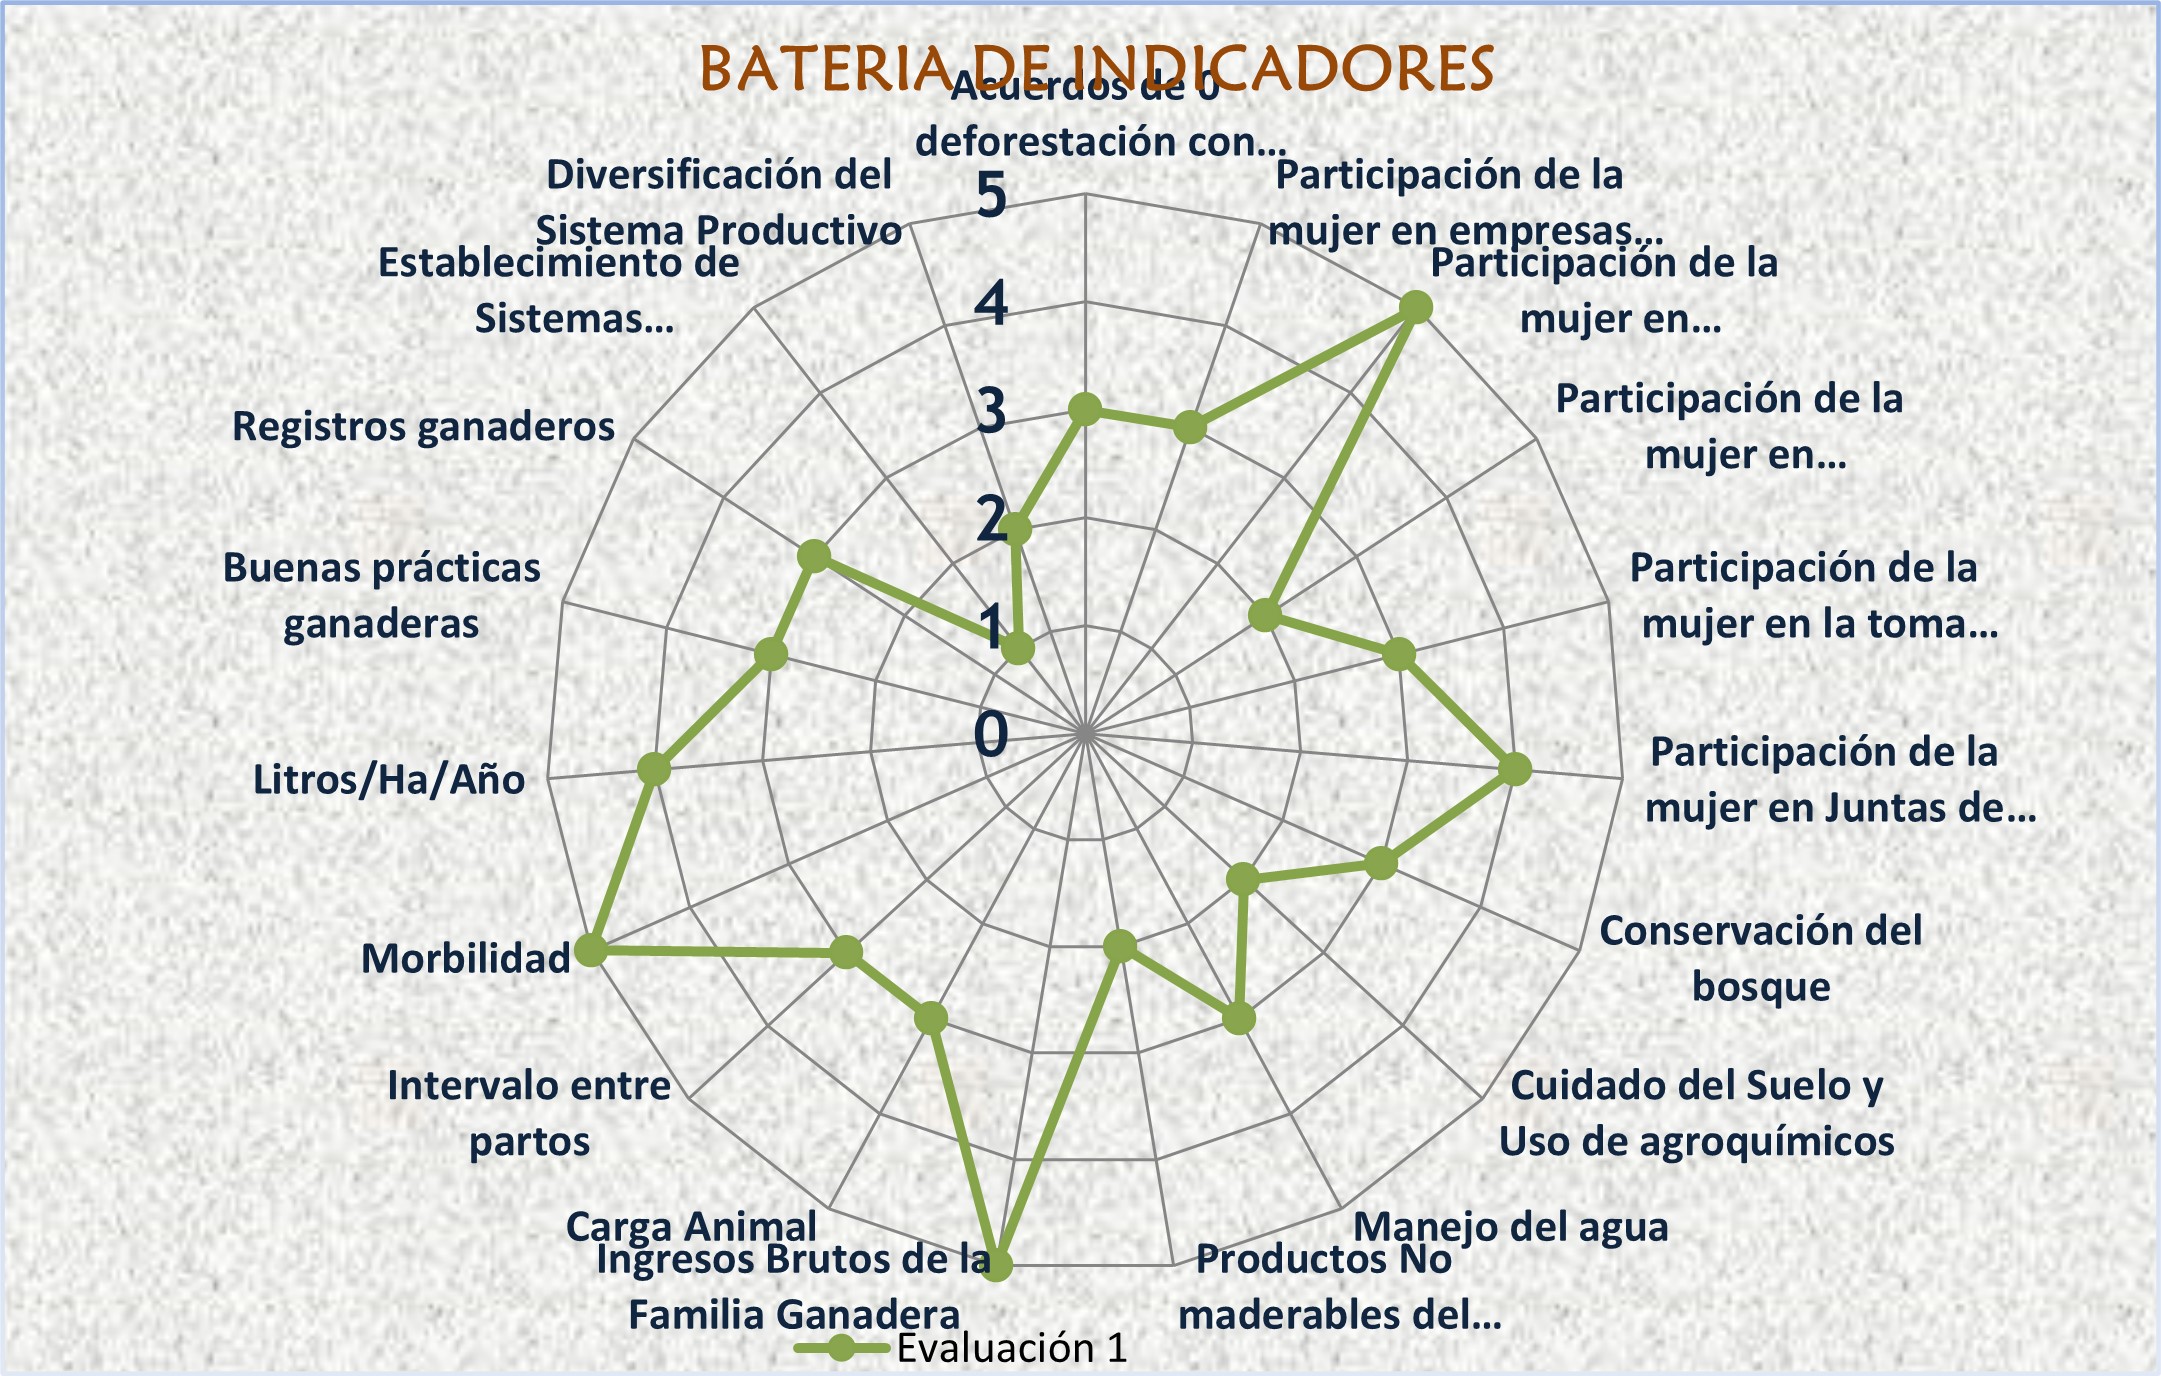 BATERIA DE INDICADORES
Acuerdos de 0
deforestación con...
Participación de la
mujer en empresas...
Participación de la
mujer en...
Participación de la
mujer en...
Participación de la
mujer en la toma...
Participación de la
mujer en Juntas de...
Conservación del
bosque
Cuidado del Suelo y
Uso de agroquímicos
Manejo del agua
Productos No
maderables del...
Ingresos Brutos de la
Familia Ganadera
Carga Animal
Intervalo entre
partos
Morbilidad
Litros/Ha/Año
Buenas prácticas
ganaderas
Registros ganaderos
Establecimiento de
Sistemas...
Diversificación del
Sistema Productivo
5
4
3
2
1
0
Evaluación 1